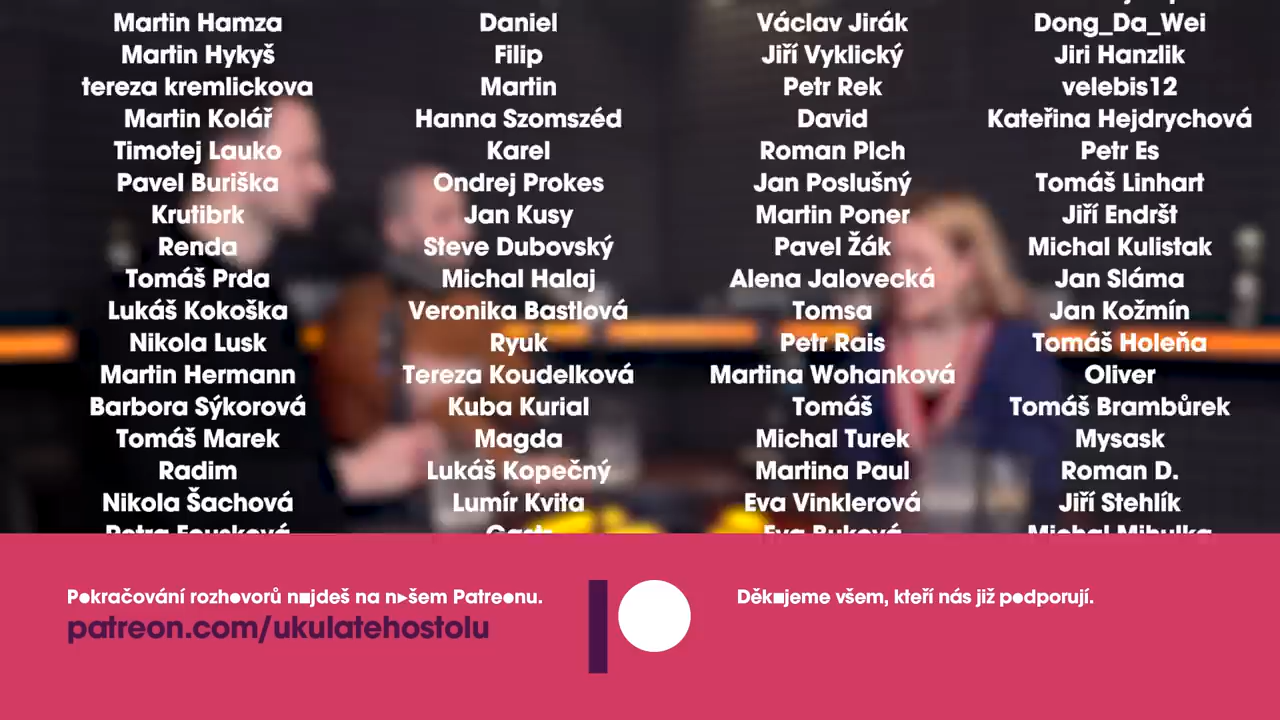 Martin Hamza
Martin Hykyš
tereza kremlickova
Martin Kolář
Timotej Lauko
Pavel Buriška
Krutibrk
Renda
Tomáš Prda
Lukáš Kokoška
Nikola Lusk
Martin Hermann
Barbora Sýkorová
Tomáš Marek
Radim
Nikola Šachová
Daniel
Filip
Martin
Hanna Szomszéd
Karel
Ondrej Prokes
Jan Kusy
Steve Dubovský
Michal Halaj
Veronika Bastlová
Ryuk
Tereza Koudelková
Kuba Kurial
Magda
Lukáš Kopečný
Lumír Kvita
Václav Jirák
Jiří Vyklický
Petr Rek
David
Roman Plch
Jan Poslušný
Martin Poner
Pavel Žák
Alena Jalovecká
Tomsa
Petr Rais
Martina Wohanková
Tomáš
Michal Turek
Martina Paul
Eva Vinklerová
Dong_Da_Wei
Jiri Hanzlik
velebis12
Kateřina Hejdrychová
Petr Es
Tomáš Linhart
Jiří Endršt
Michal Kulistak
Jan Sláma
Jan Kožmín
Tomáš Holeňa
Oliver
Tomáš Brambůrek
Mysask
Roman D.
Jiří Stehlík
Pokračování rozhovorů najdeš na našem Patreonu.
patreon.com/ukulatehostolu
Děkujeme všem, kteří nás již podporují.